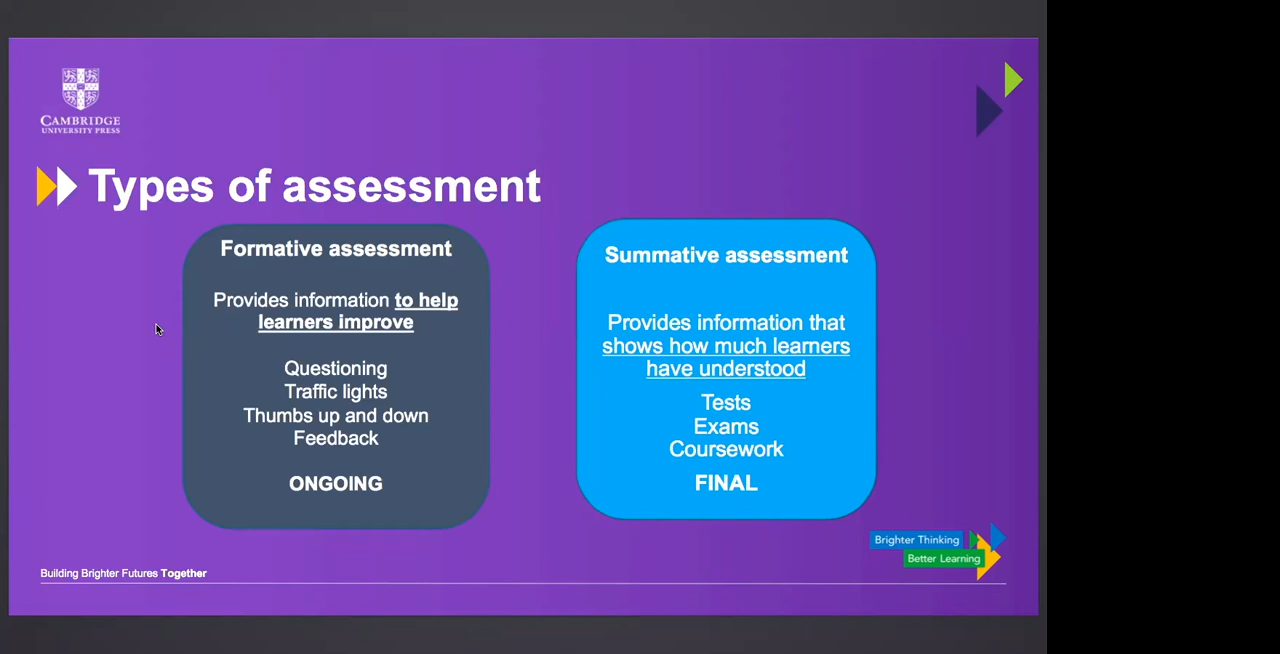 CAMBRIDGE
UNIVERSITY PRESS
Types of assessment
Formative assessment
Provides information to help
learners improve
Questioning
Traffic lights
Thumbs up and down
Feedback
ONGOING
Summative assessment
Provides information that
shows how much learners
have understood
Tests
Exams
Coursework
FINAL
Brighter Thinking
Better Learning
Building Brighter Futures Together